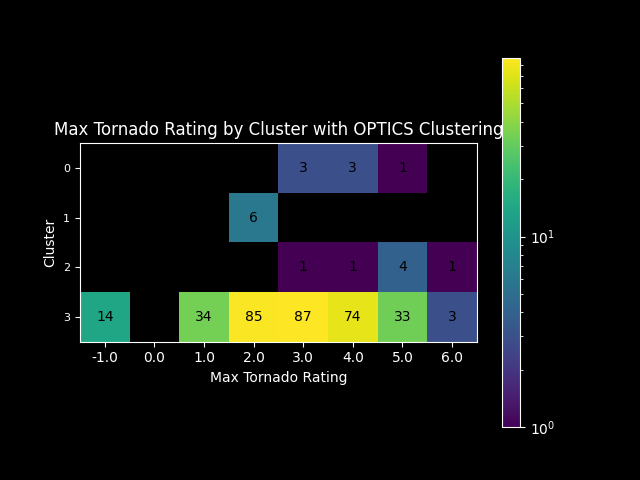 Max Tornado Rating by Cluster with OPTICS Clustering
0 3 3 1
1 6
2 1 1 4 1
3 14 34 85 87 74 33 3
-1.0 0.0 1.0 2.0 3.0 4.0 5.0 6.0
Max Tornado Rating
Cluster
10¹
10⁰